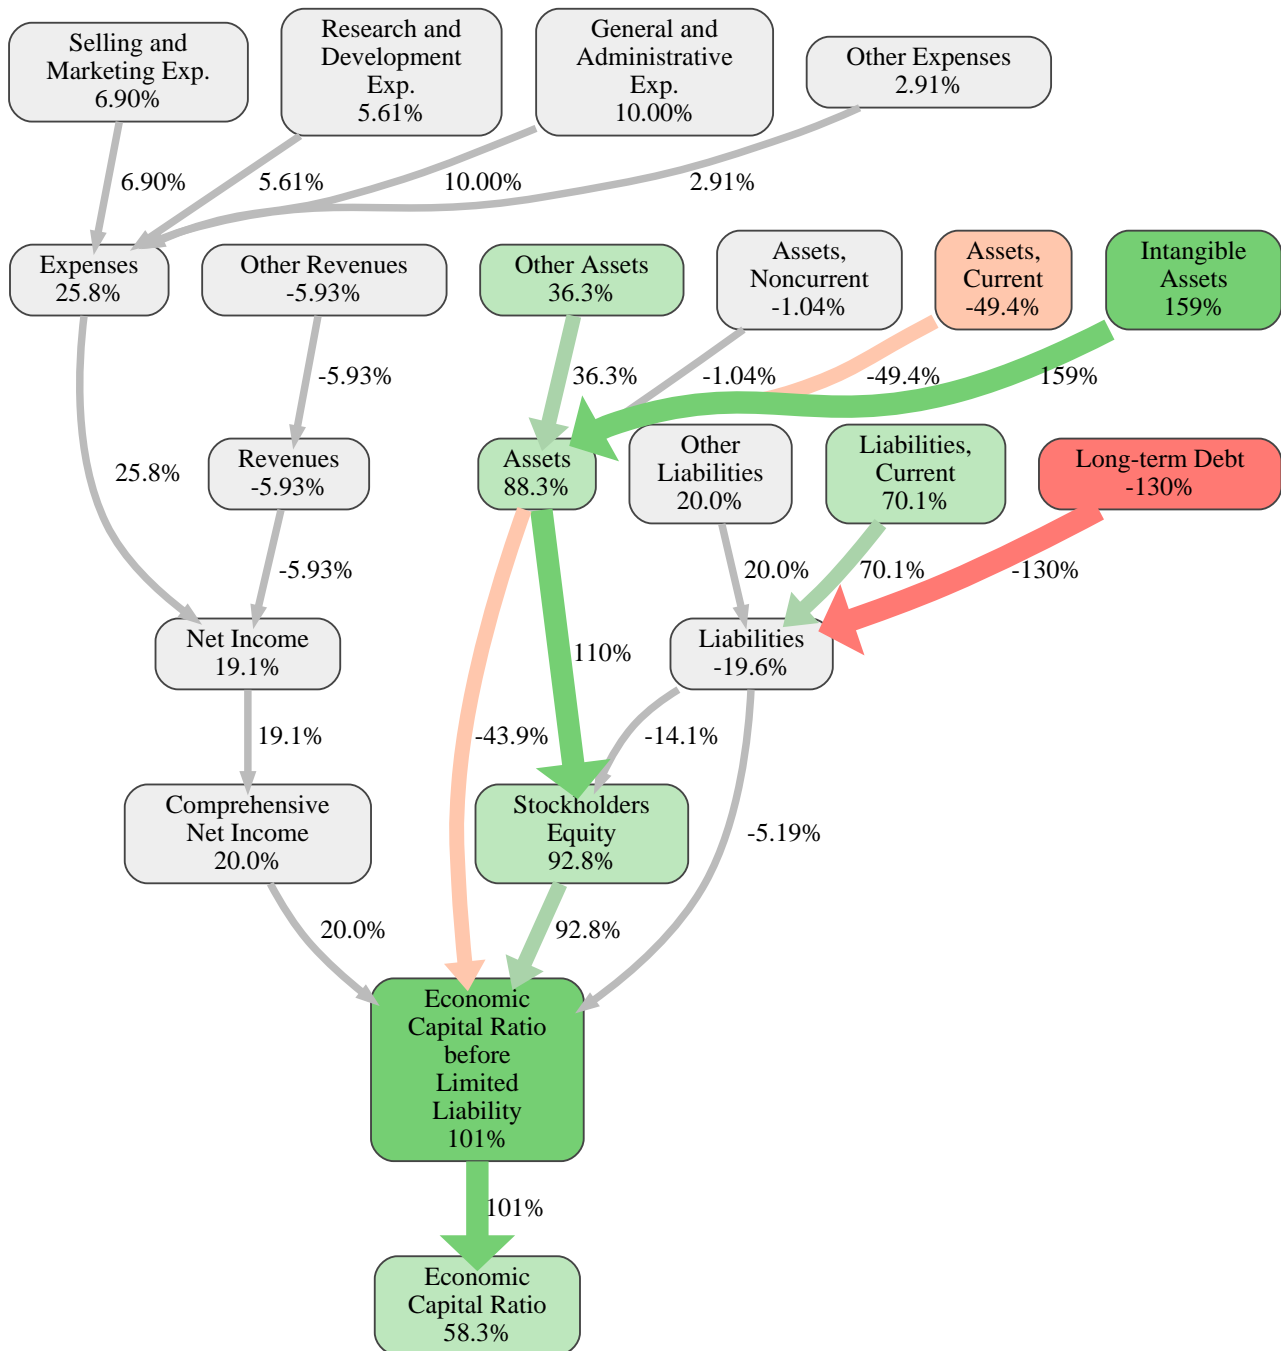 Selling and
Marketing Exp.
6.90%
Research and
Development
Exp.
5.61%
General and
Administrative
Exp.
10.00%
Other Expenses
2.91%
6.90%
5.61%
10.00%
2.91%
Expenses
25.8%
Other Revenues
-5.93%
Other Assets
36.3%
Assets,
Noncurrent
-1.04%
Assets,
Current
-49.4%
Intangible
Assets
159%
-5.93%
36.3%
-1.04%
-49.4%
159%
25.8%
Revenues
-5.93%
Assets
88.3%
Other
Liabilities
20.0%
Liabilities,
Current
70.1%
Long-term Debt
-130%
-5.93%
20.0%
70.1%
-130%
Net Income
19.1%
110%
Liabilities
-19.6%
19.1%
-43.9%
-14.1%
Comprehensive
Net Income
20.0%
Stockholders
Equity
92.8%
-5.19%
20.0%
92.8%
Economic
Capital Ratio
before
Limited
Liability
101%
101%
Economic
Capital Ratio
58.3%